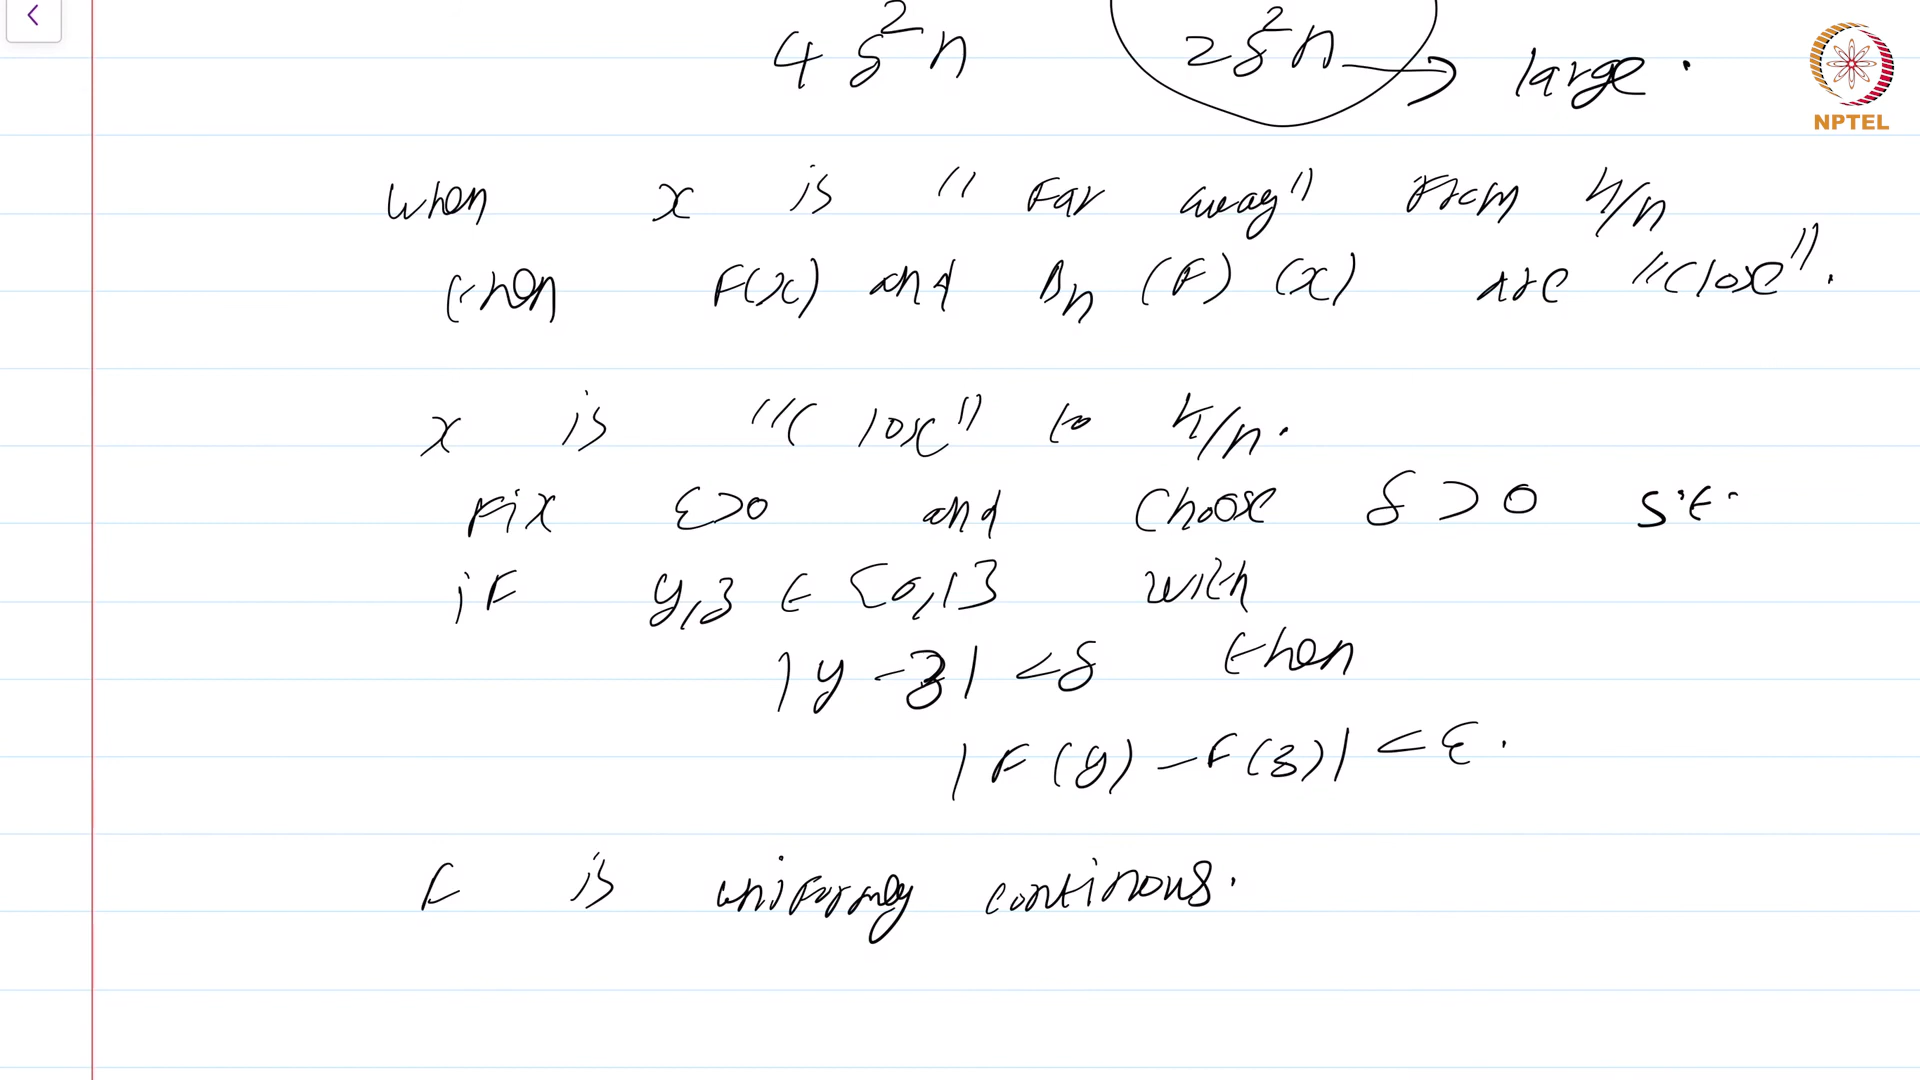 4δ²n 2δ²n → large.
NPTEL
when x is "Far away" From k/n
then F(x) and Bn (F) (x) are "close".
x is "close" to k/n.
Fix ε>0 and choose δ>0 s.t.
if y,z ∈ [0,1] with
|y-z| <δ then
|F(y)-F(z)| <ε.
F is uniformly continous.